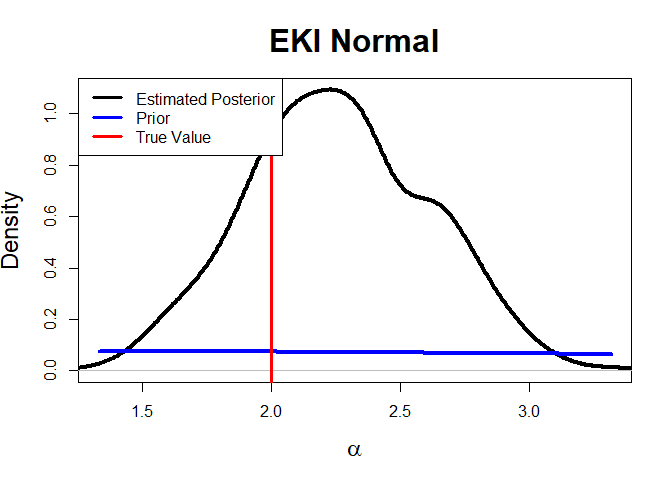 EKI Normal
Estimated Posterior
Prior
True Value
Density
0.0
0.2
0.4
0.6
0.8
1.0
1.5
2.0
2.5
3.0
α